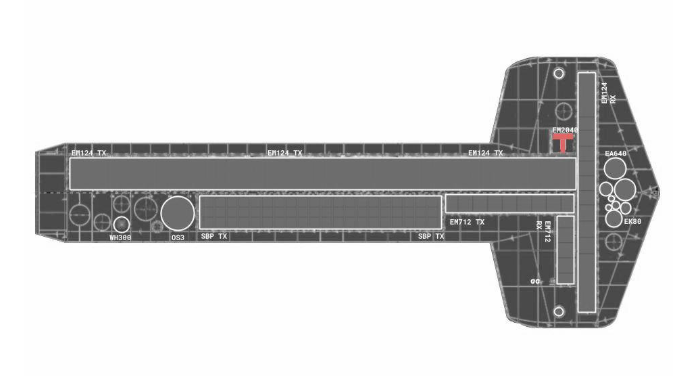 EM124 TX
EM124 TX
EM124 TX
EM124
RX
EM2040
EA640
EK80
EM712 TX
EM712
RX
WH300
OS3
SBP TX
SBP TX